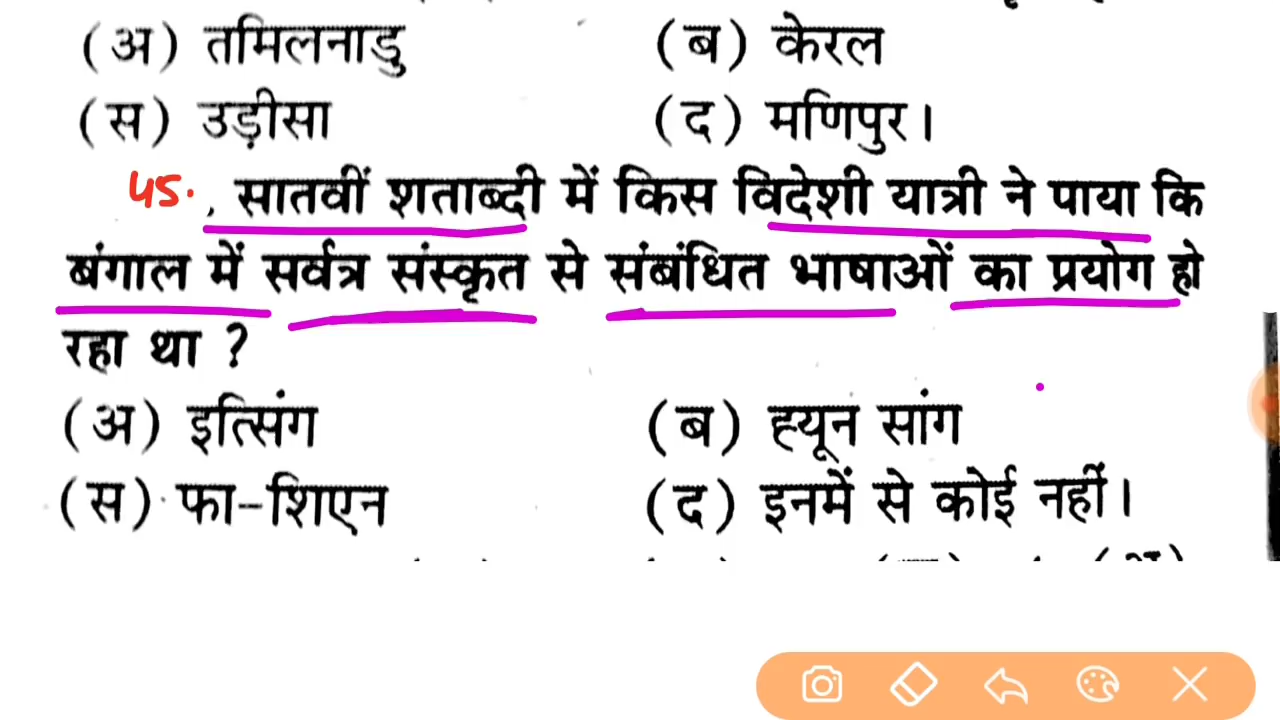 (अ) तमिलनाडु (ब) केरल
(स) उड़ीसा (द) मणिपुर।
45. सातवीं शताब्दी में किस विदेशी यात्री ने पाया कि
बंगाल में सर्वत्र संस्कृत से संबंधित भाषाओं का प्रयोग हो
रहा था ?
(अ) इत्सिंग (ब) ह्यून सांग
(स) फा-शिएन (द) इनमें से कोई नहीं।